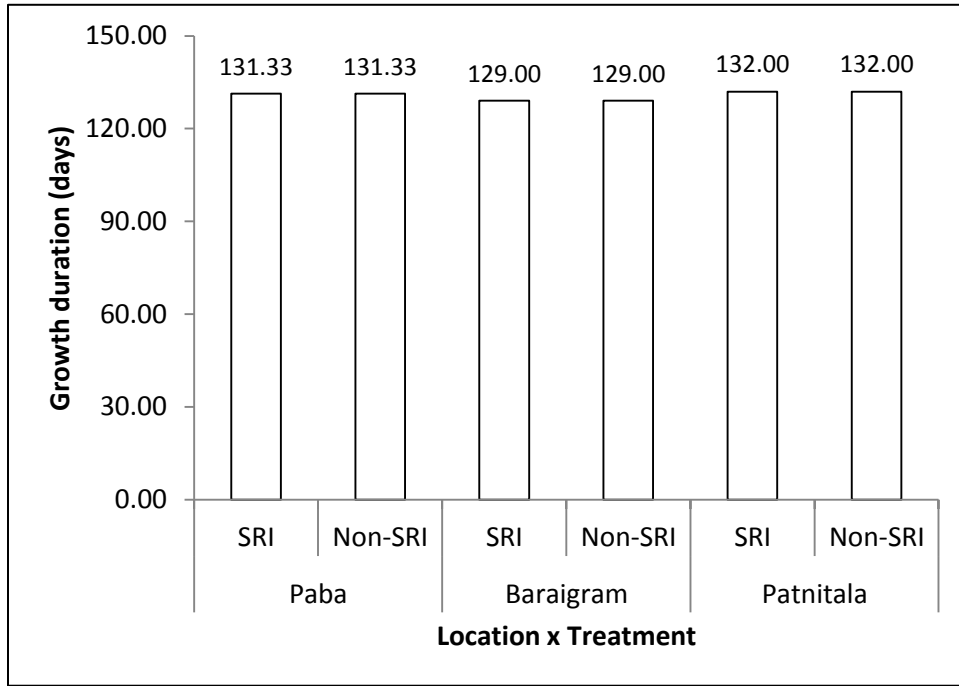 150.00
120.00
90.00
60.00
30.00
0.00
Growth duration (days)
131.33 131.33 129.00 129.00 132.00 132.00
SRI Non-SRI SRI Non-SRI SRI Non-SRI
Paba Baraigram Patnitala
Location x Treatment